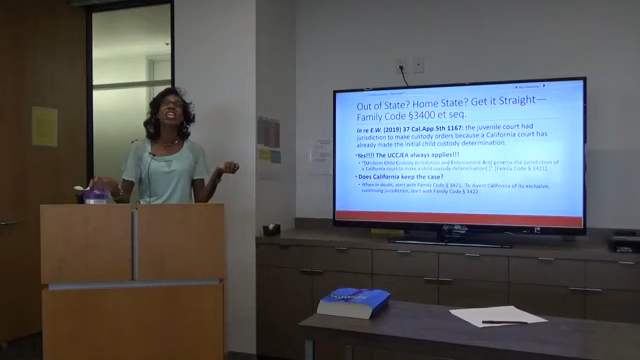 Out of State? Home State? Get it Straight—
Family Code §3400 et seq.
In re E.W. (2019) 37 Cal.App.5th 1167: the juvenile court had
jurisdiction to make custody orders because a California court has
already made the initial child custody determination.
Yes!!!! The UCCJEA always applies!!!
"[Uniform Child Custody Jurisdiction and Enforcement Act] governs the jurisdiction of
a California court to make a child custody determination] . [Family Code § 3421]
Does California keep the case?
When in doubt, start with Family Code § 3421. To divest California of its exclusive,
continuing jurisdiction, start with Family Code § 3422.